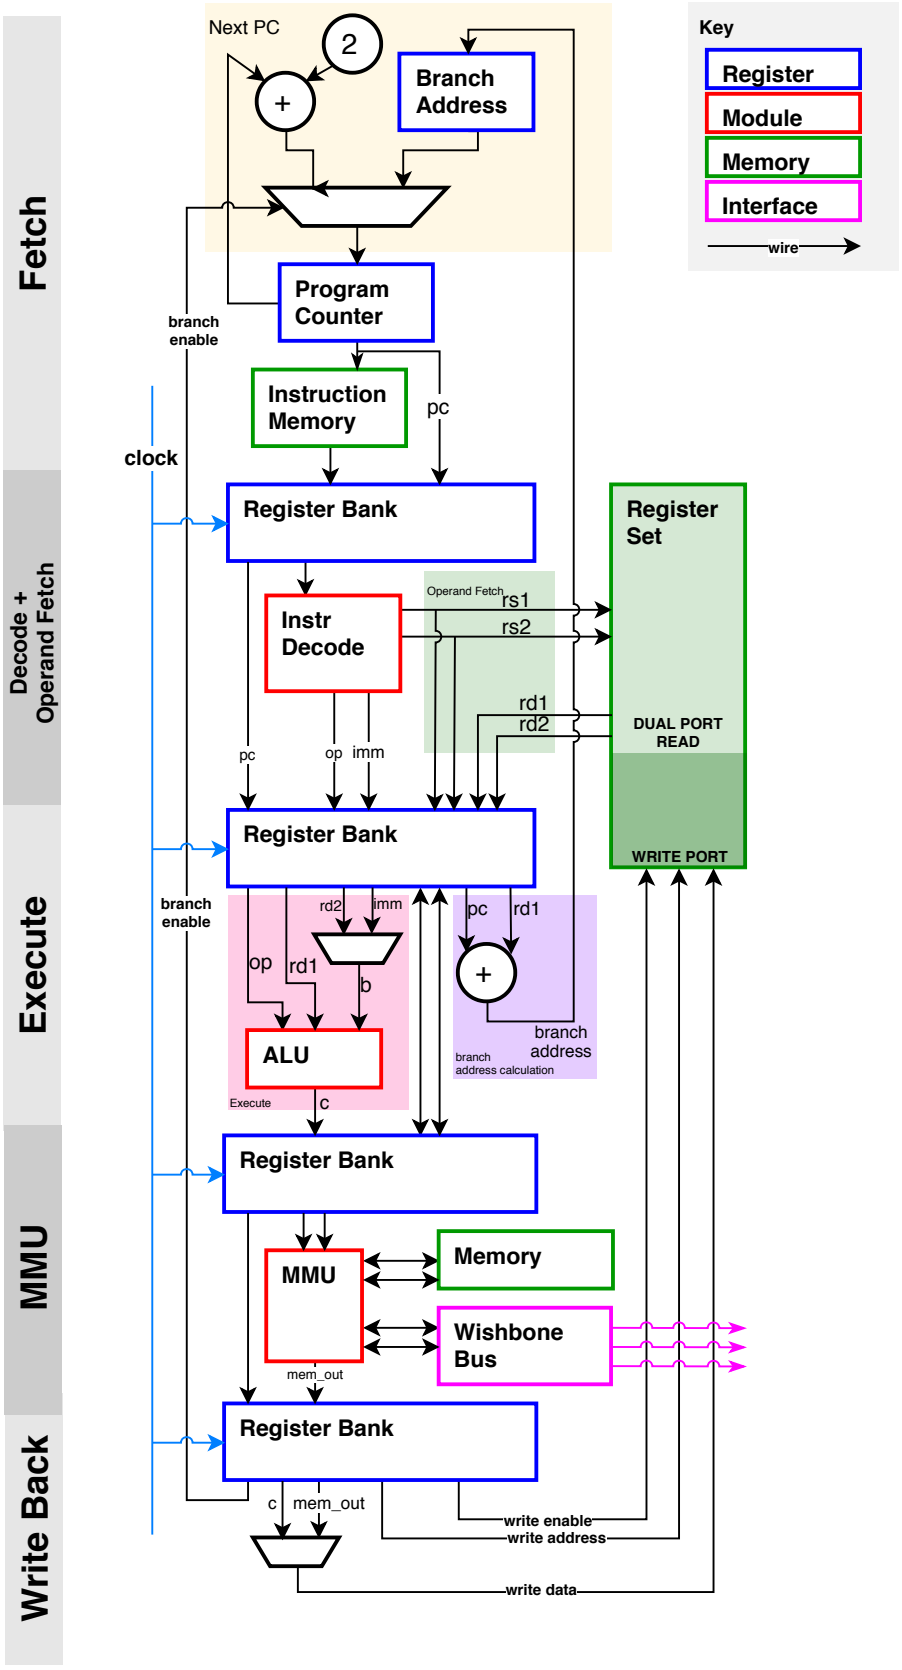 Next PC
2
+
Branch
Address
Key
Register
Module
Memory
Interface
wire
Fetch
Program
Counter
branch
enable
Instruction
Memory
pc
clock
Register Bank
Register
Set
Decode +
Operand Fetch
Operand Fetch
rs1
rs2
Instr
Decode
rd1
rd2
DUAL PORT
READ
pc
op
imm
Register Bank
WRITE PORT
Execute
branch
enable
rd2
imm
pc
rd1
op
rd1
b
+
ALU
branch
address
branch
address calculation
Execute
c
Register Bank
MMU
MMU
Memory
Wishbone
Bus
mem_out
Register Bank
Write Back
c
mem_out
write enable
write address
write data